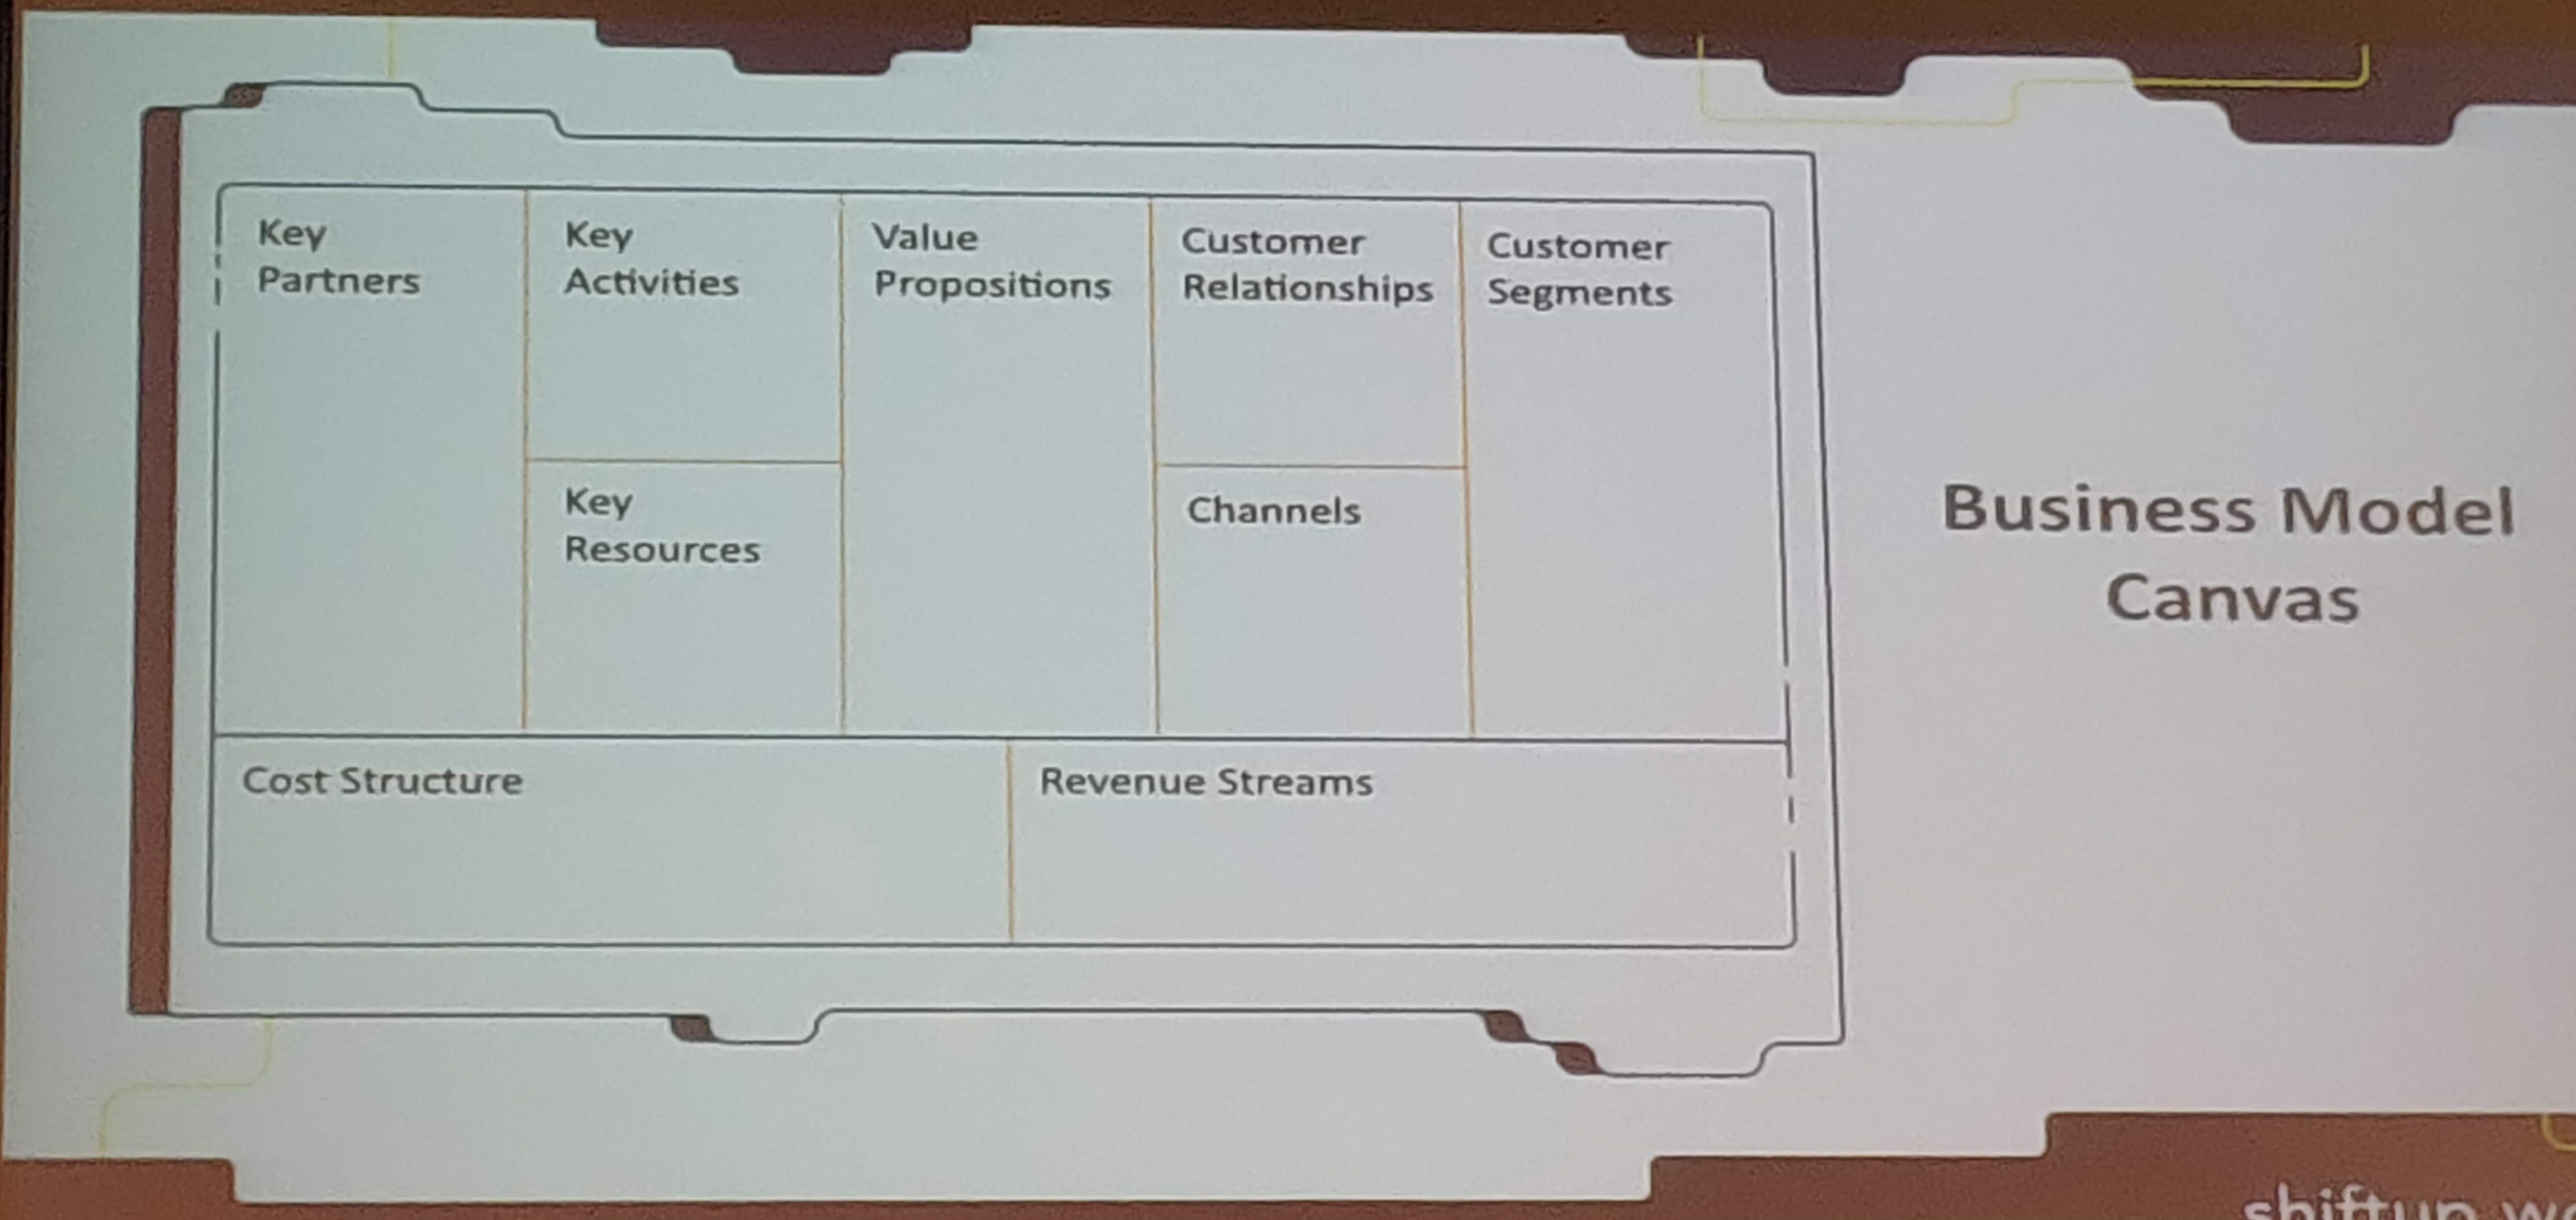 Key
Partners
Key
Activities
Key
Resources
Value
Propositions
Customer
Relationships
Channels
Customer
Segments
Cost Structure
Revenue Streams
Business Model
Canvas
shiftup